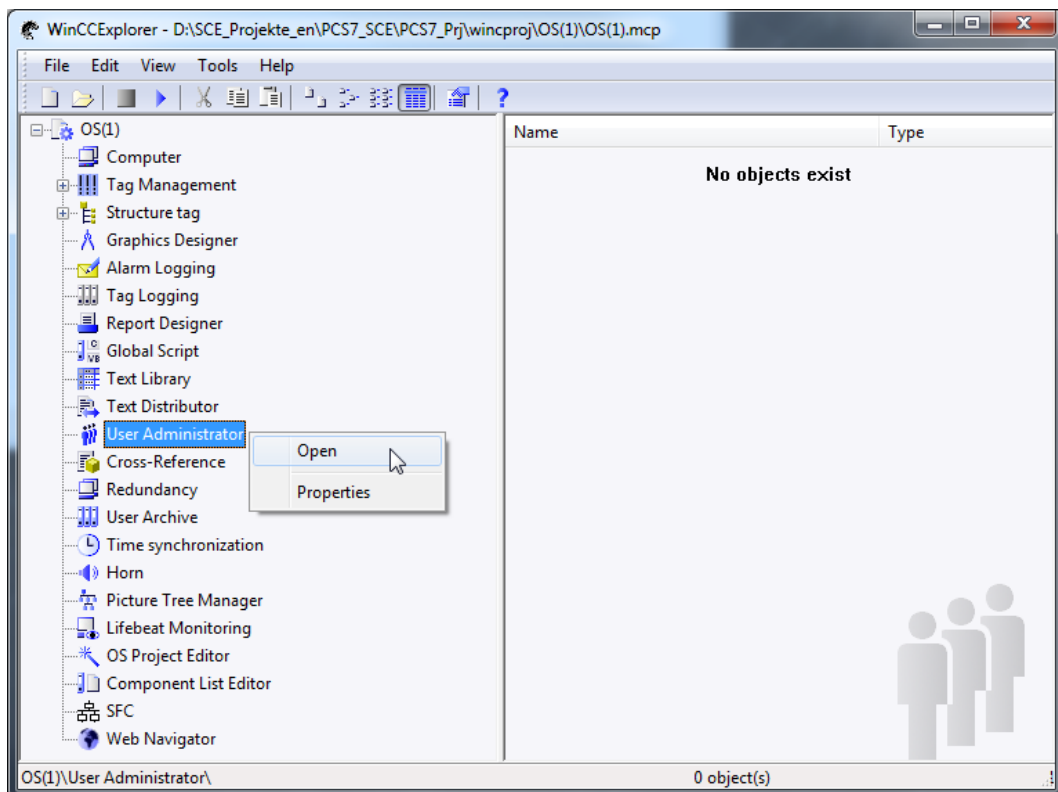 WinCCExplorer - D:\SCE_Projekte_en\PCS7_SCE\PCS7_Prj\wincproj\OS(1)\OS(1).mcp
File Edit View Tools Help
OS(1)
Computer
Tag Management
Structure tag
Graphics Designer
Alarm Logging
Tag Logging
Report Designer
Global Script
Text Library
Text Distributor
User Administrator
Cross-Reference
Redundancy
User Archive
Time synchronization
Horn
Picture Tree Manager
Lifebeat Monitoring
OS Project Editor
Component List Editor
SFC
Web Navigator
Open
Properties
Name Type
No objects exist
OS(1)\User Administrator\ 0 object(s)